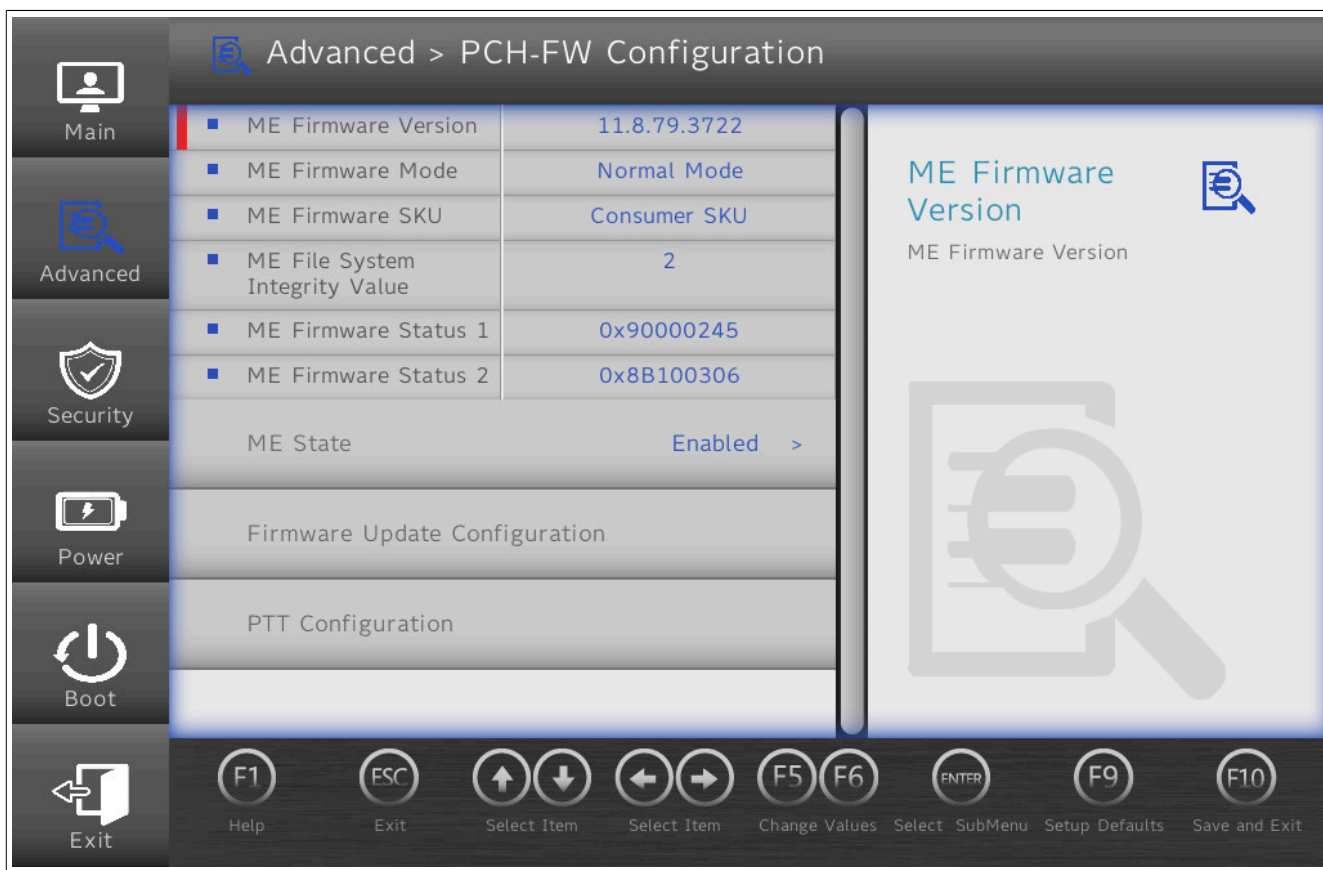 Advanced > PCH-FW Configuration
Main
Advanced
Security
Power
Boot
Exit
ME Firmware Version 11.8.79.3722
ME Firmware Mode Normal Mode
ME Firmware SKU Consumer SKU
ME File System 2
Integrity Value
ME Firmware Status 1 0x90000245
ME Firmware Status 2 0x8B100306
ME State Enabled >
Firmware Update Configuration
PTT Configuration
ME Firmware
Version
ME Firmware Version
F1 ESC F5 F6 ENTER F9 F10
Help Exit Select Item Select Item Change Values Select SubMenu Setup Defaults Save and Exit